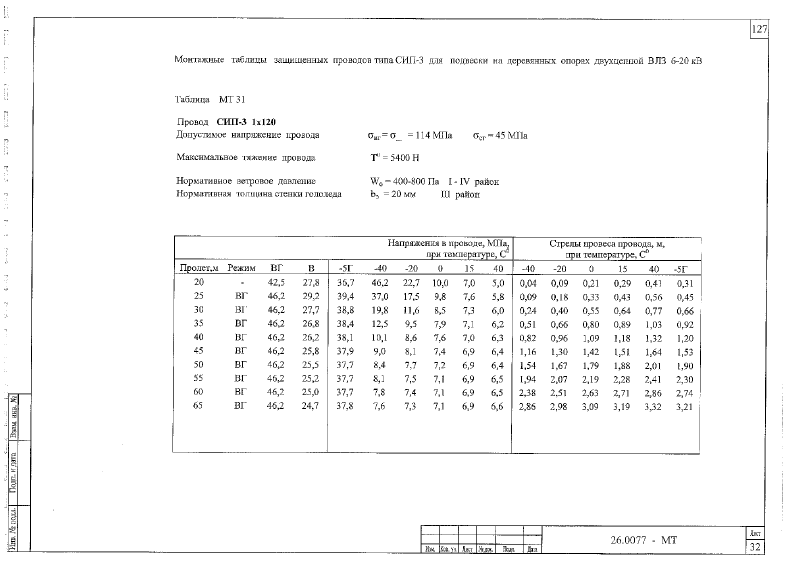 127
Монтажные таблицы защищенных проводов типа СИП-3 для подвески на деревянных опорах двухцепной ВЛЗ 6-20 кВ
Таблица МТ 31
Провод СИП-3 1х120
Допустимое напряжение провода σвг = σ_ = 114 МПа σсг = 45 МПа
Максимальное тяжение провода Tн = 5400 Н
Нормативное ветровое давление W0 = 400-800 Па I - IV район
Нормативная толщина стенки гололеда bэ = 20 мм III район
Напряжения в проводе, МПа, Стрелы провеса провода, м,
при температуре, С0 при температуре, С0
Пролет,м Режим ВГ В -5Г -40 -20 0 15 40 -40 -20 0 15 40 -5Г
20 - 42,5 27,8 36,7 46,2 22,7 10,0 7,0 5,0 0,04 0,09 0,21 0,29 0,41 0,31
25 ВГ 46,2 29,2 39,4 37,0 17,5 9,8 7,6 5,8 0,09 0,18 0,33 0,43 0,56 0,45
30 ВГ 46,2 27,7 38,8 19,8 11,6 8,5 7,3 6,0 0,24 0,40 0,55 0,64 0,77 0,66
35 ВГ 46,2 26,8 38,4 12,5 9,5 7,9 7,1 6,2 0,51 0,66 0,80 0,89 1,03 0,92
40 ВГ 46,2 26,2 38,1 10,1 8,6 7,6 7,0 6,3 0,82 0,96 1,09 1,18 1,32 1,20
45 ВГ 46,2 25,8 37,9 9,0 8,1 7,4 6,9 6,4 1,16 1,30 1,42 1,51 1,64 1,53
50 ВГ 46,2 25,5 37,7 8,4 7,7 7,2 6,9 6,4 1,54 1,67 1,79 1,88 2,01 1,90
55 ВГ 46,2 25,2 37,7 8,1 7,5 7,1 6,9 6,5 1,94 2,07 2,19 2,28 2,41 2,30
60 ВГ 46,2 25,0 37,7 7,8 7,4 7,1 6,9 6,5 2,38 2,51 2,63 2,71 2,86 2,74
65 ВГ 46,2 24,7 37,8 7,6 7,3 7,1 6,9 6,6 2,86 2,98 3,09 3,19 3,32 3,21
Взам. инв. №
Подп. и дата
Инв. № подл.
Изм. Кол. уч. Лист №док. Подп. Дата
26.0077 - МТ
Лист
32